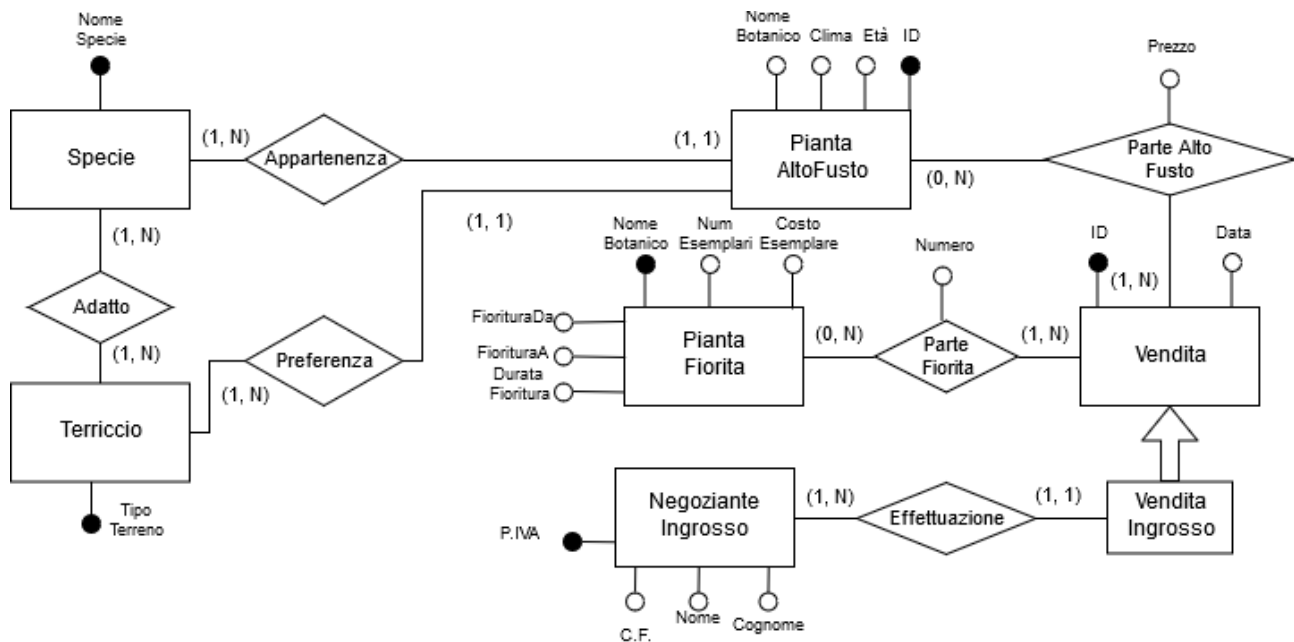 Nome
Specie
Nome
Botanico
Clima
Età
ID
Prezzo
Specie
(1, N)
Appartenenza
(1, 1)
Pianta
AltoFusto
(0, N)
Parte Alto
Fusto
(1, N)
(1, 1)
Nome
Botanico
Num
Esemplari
Costo
Esemplare
Numero
ID
Data
(1, N)
Adatto
(1, N)
Preferenza
(1, N)
FiorituraDa
FiorituraA
Durata
Fioritura
Pianta
Fiorita
(0, N)
Parte
Fiorita
(1, N)
Vendita
Terriccio
Tipo
Terreno
P.IVA
Negoziante
Ingrosso
(1, N)
Effettuazione
(1, 1)
Vendita
Ingrosso
C.F.
Nome
Cognome